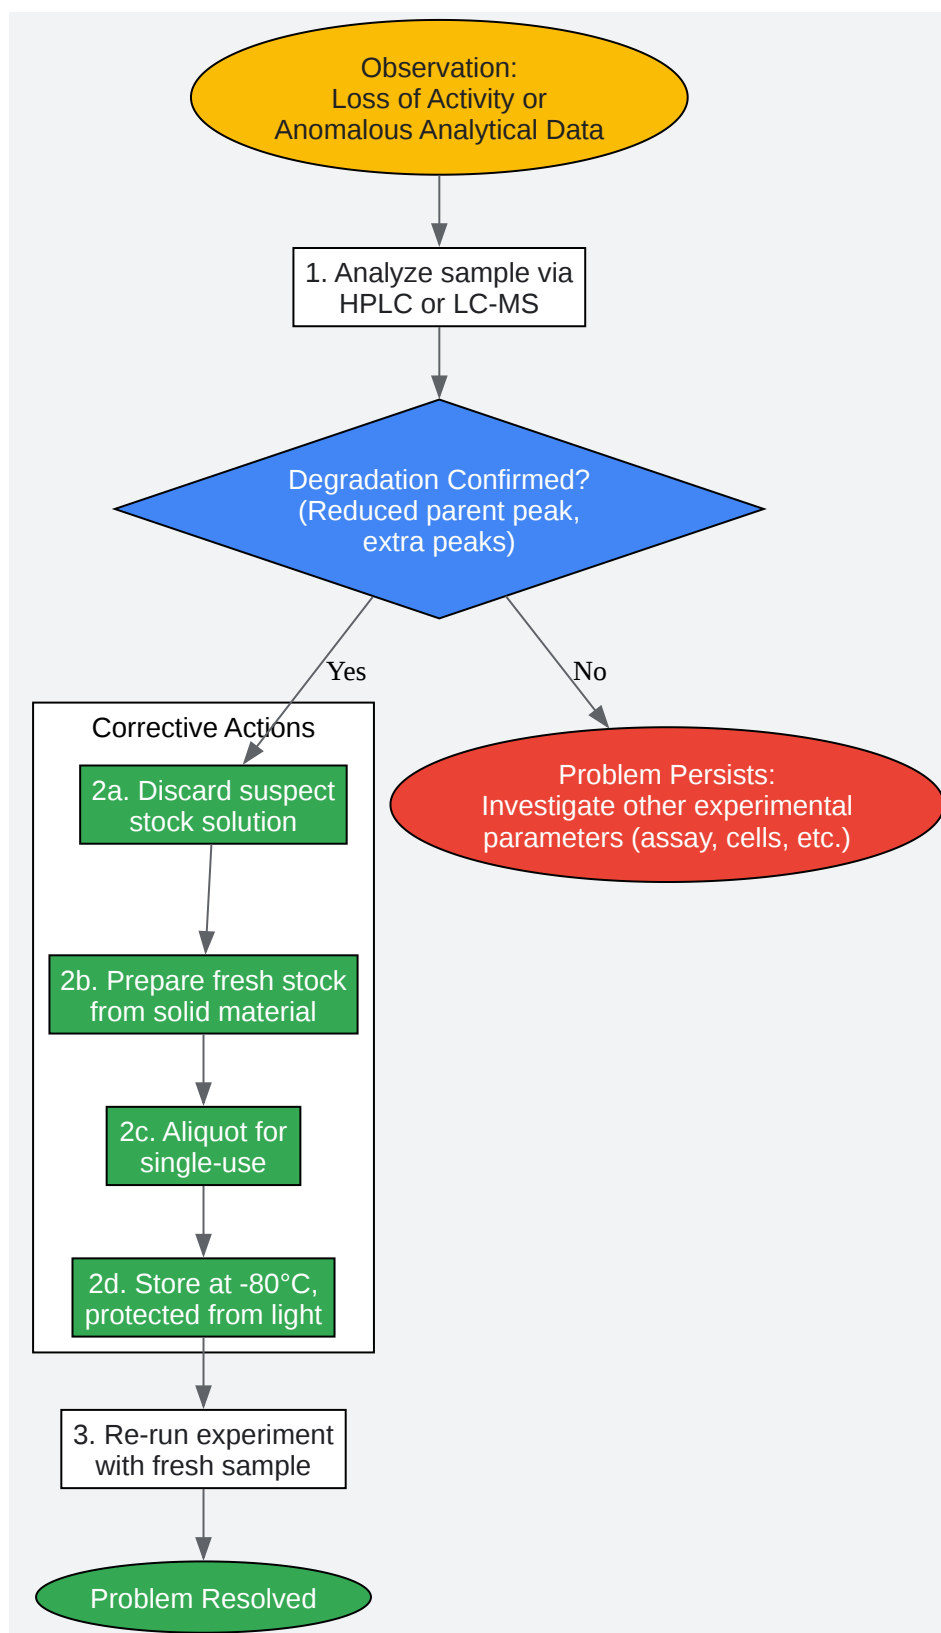 Observation:
Loss of Activity or
Anomalous Analytical Data
1. Analyze sample via
HPLC or LC-MS
Degradation Confirmed?
(Reduced parent peak,
extra peaks)
Yes
No
Corrective Actions
2a. Discard suspect
stock solution
Problem Persists:
Investigate other experimental
parameters (assay, cells, etc.)
2b. Prepare fresh stock
from solid material
2c. Aliquot for
single-use
2d. Store at -80°C,
protected from light
3. Re-run experiment
with fresh sample
Problem Resolved